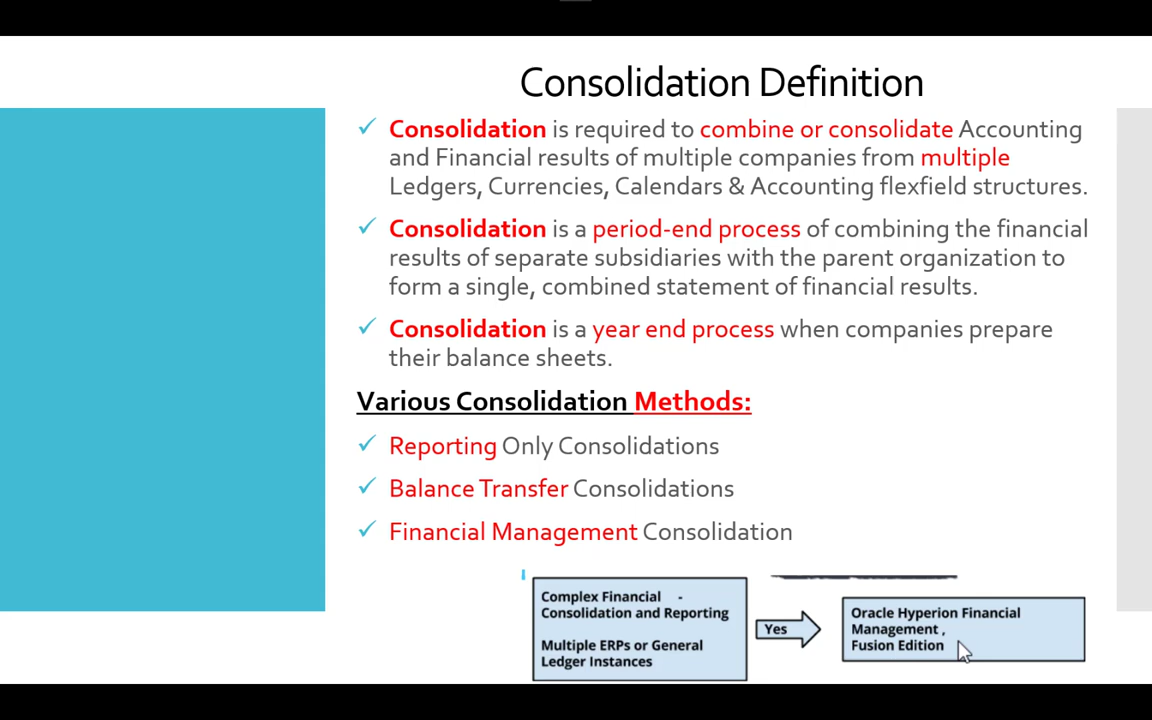 Consolidation Definition
✓ Consolidation is required to combine or consolidate Accounting
and Financial results of multiple companies from multiple
Ledgers, Currencies, Calendars & Accounting flexfield structures.
✓ Consolidation is a period-end process of combining the financial
results of separate subsidiaries with the parent organization to
form a single, combined statement of financial results.
✓ Consolidation is a year end process when companies prepare
their balance sheets.
Various Consolidation Methods:
✓ Reporting Only Consolidations
✓ Balance Transfer Consolidations
✓ Financial Management Consolidation
Complex Financial -
Consolidation and Reporting
Multiple ERPs or General
Ledger Instances
Yes
Oracle Hyperion Financial
Management ,
Fusion Edition